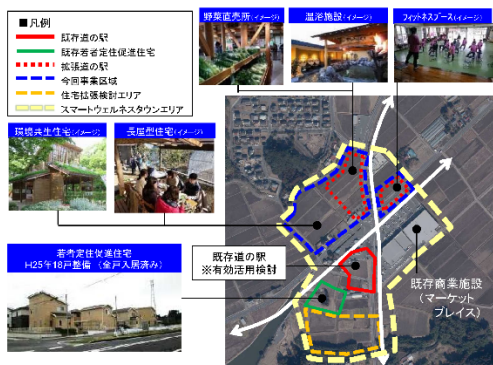 ■凡例
既存道の駅
既存若者定住促進住宅
拡張道の駅
今回事業区域
住宅拡張検討エリア
スマートウェルネスタウンエリア
野菜直売所(イメージ)
温浴施設(イメージ)
フィットネスブース(イメージ)
環境共生住宅(イメージ)
長屋型住宅(イメージ)
若者定住促進住宅
H25年18戸整備(全戸入居済み)
既存道の駅
※有効活用検討
既存商業施設
(マーケット
プレイス)